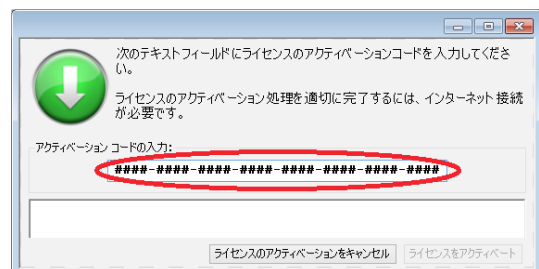 次のテキストフィールドにライセンスのアクティベーションコードを入力してくださ
い。
ライセンスのアクティベーション処理を適切に完了するには、インターネット接続
が必要です。
アクティベーション コードの入力:
####-####-####-####-####-####-####-####
ライセンスのアクティベーションをキャンセル ライセンスをアクティベート